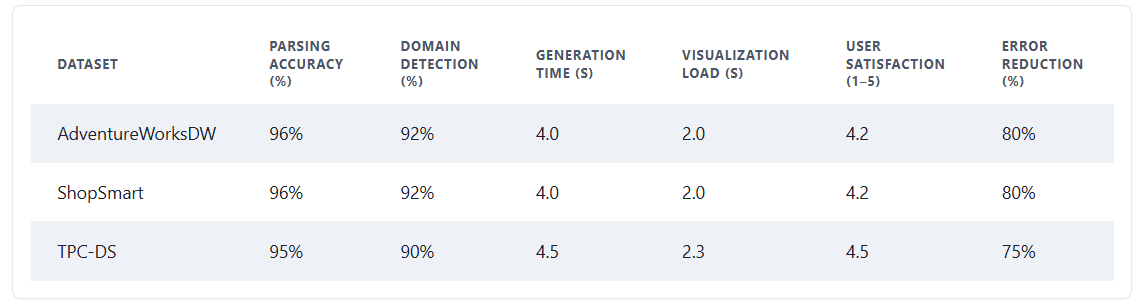 DATASET PARSING ACCURACY (%) DOMAIN DETECTION (%) GENERATION TIME (S) VISUALIZATION LOAD (S) USER SATISFACTION (1–5) ERROR REDUCTION (%)
AdventureWorksDW 96% 92% 4.0 2.0 4.2 80%
ShopSmart 96% 92% 4.0 2.0 4.2 80%
TPC-DS 95% 90% 4.5 2.3 4.5 75%